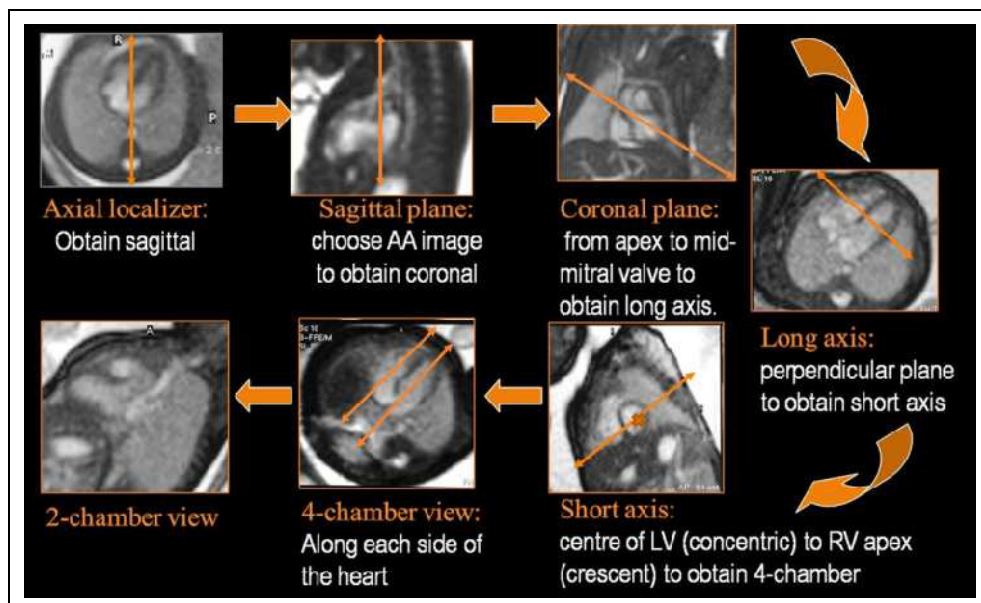 R
P
Axial localizer:
Obtain sagittal
Sagittal plane:
choose AA image
to obtain coronal
Coronal plane:
from apex to mid-
mitral valve to
obtain long axis.
Long axis:
perpendicular plane
to obtain short axis
A
2-chamber view
4-chamber view:
Along each side of
the heart
Short axis:
centre of LV (concentric) to RV apex
(crescent) to obtain 4-chamber